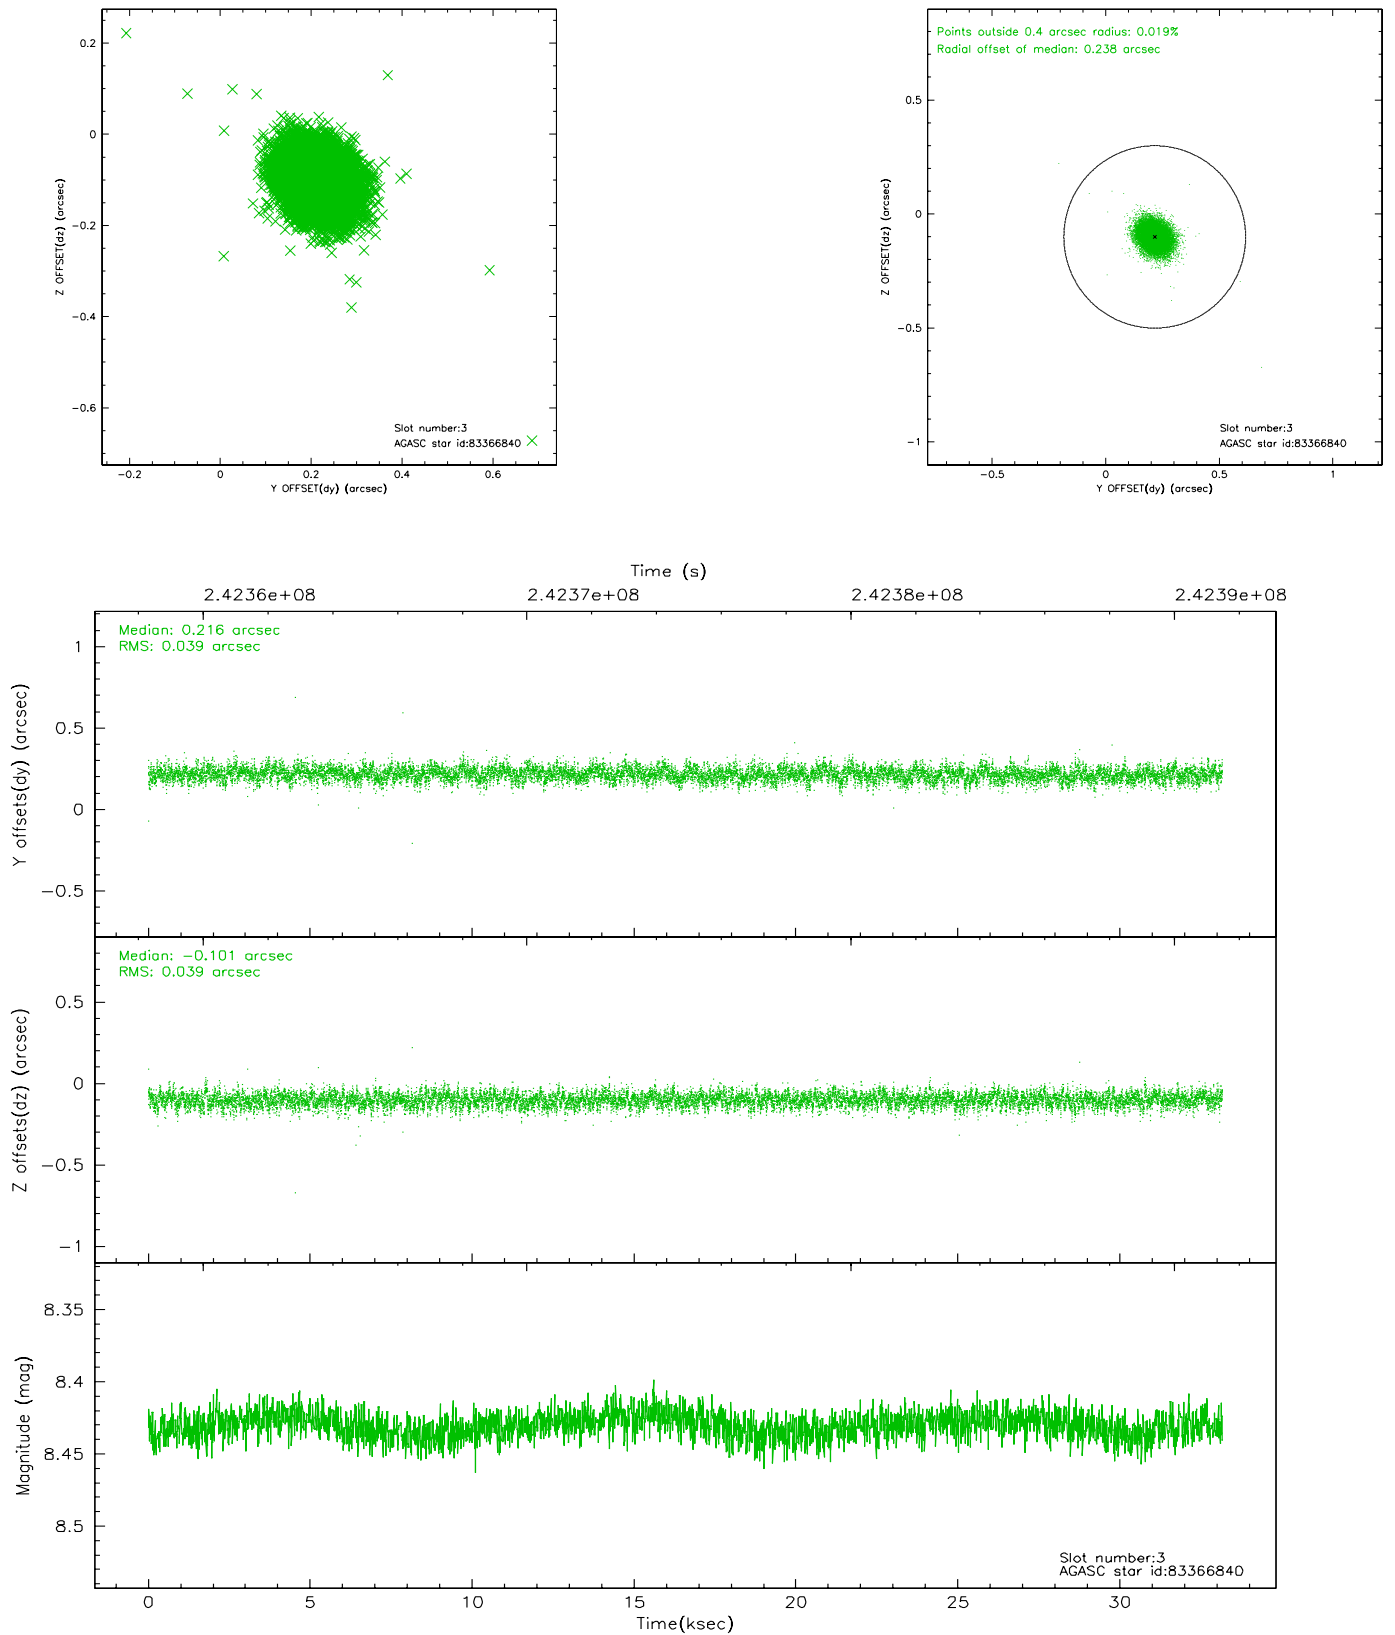 0.2
0
-0.2
-0.4
-0.6
Z OFFSET(dz) (arcsec)
Slot number:3
AGASC star id:83366840
-0.2 0 0.2 0.4 0.6
Y OFFSET(dy) (arcsec)
Points outside 0.4 arcsec radius: 0.019%
Radial offset of median: 0.238 arcsec
0.5
0
-0.5
-1
Z OFFSET(dz) (arcsec)
Slot number:3
AGASC star id:83366840
-0.5 0 0.5 1
Y OFFSET(dy) (arcsec)
Time (s)
2.4236e+08 2.4237e+08 2.4238e+08 2.4239e+08
Median: 0.216 arcsec
RMS: 0.039 arcsec
1
0.5
0
-0.5
Y offsets(dy) (arcsec)
Median: -0.101 arcsec
RMS: 0.039 arcsec
0.5
0
-0.5
-1
Z offsets(dz) (arcsec)
8.35
8.4
8.45
8.5
Magnitude (mag)
Slot number:3
AGASC star id:83366840
0 5 10 15 20 25 30
Time(ksec)